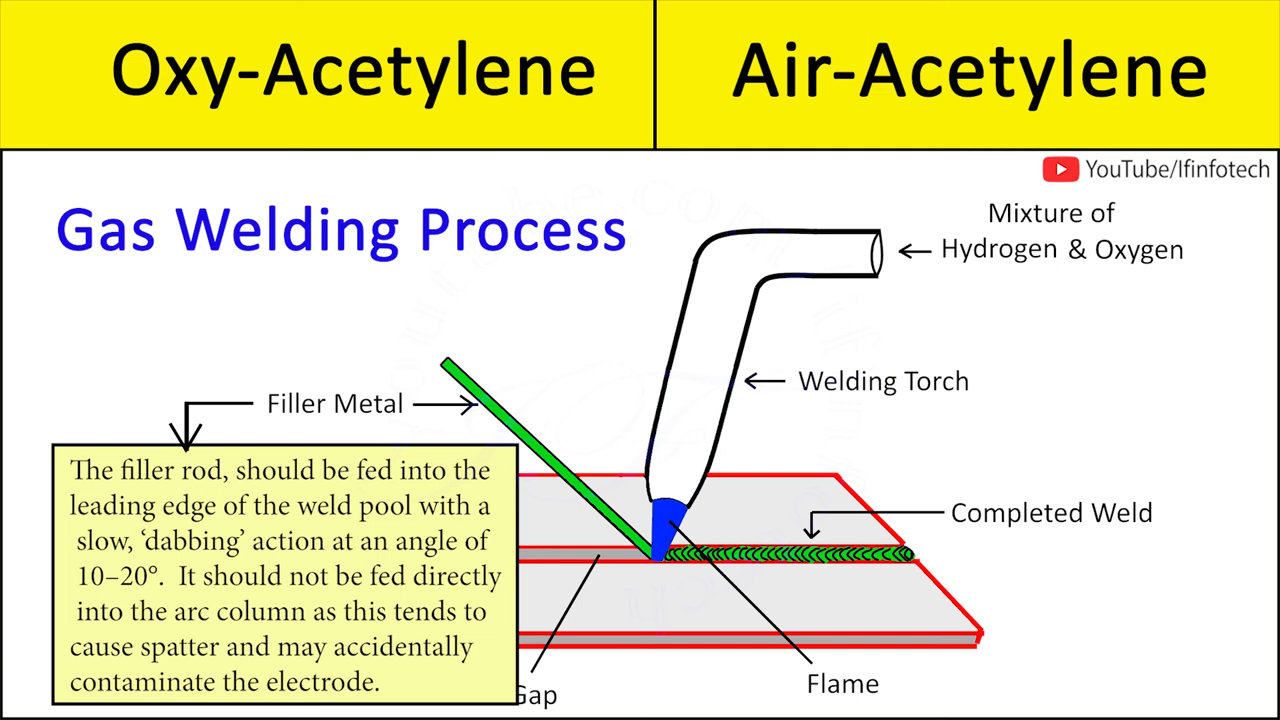 Oxy-Acetylene
Air-Acetylene
YouTube/lfinfotech
Gas Welding Process
Mixture of
Hydrogen & Oxygen
Welding Torch
Filler Metal
The filler rod, should be fed into the
leading edge of the weld pool with a
slow, ‘dabbing’ action at an angle of
10–20°. It should not be fed directly
into the arc column as this tends to
cause spatter and may accidentally
contaminate the electrode.
Completed Weld
Gap
Flame